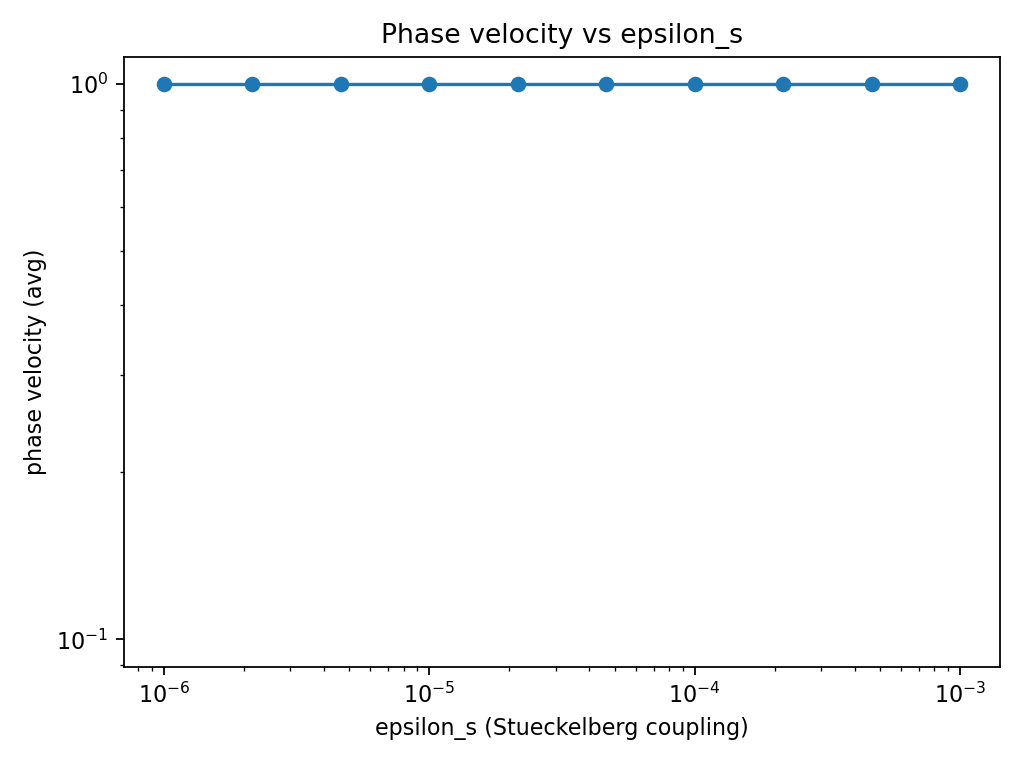 Phase velocity vs epsilon_s
phase velocity (avg)
10⁰
10⁻¹
10⁻⁶ 10⁻⁵ 10⁻⁴ 10⁻³
epsilon_s (Stueckelberg coupling)